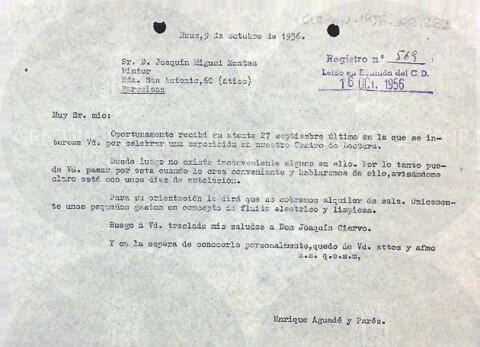 Reus, 9 de octubre de 1956.
Sr. D. Joaquín Miguel Montes
Pintor
Rda. San Antonio, 60 (Ático)
Barcelona
Registro n.º 569
Leído en Reunión del C. D.
16 OCT. 1956
Muy Sr. mio:
Oportunamente recibí su atenta 27 septiembre último en la que se in-
teresa Vd. por celebrar una exposición en nuestro Centro de Lectura.
Desde luego no existe inconveniente alguno en ello. Por lo tanto pue-
de Vd. pasar por esta cuando lo crea conveniente y hablaremos de ello, avisándome
claro está con unos dias de antelación.
Para su orientación le dirá que no cobramos alquiler de sala. Unicamen-
te unos pequeños gastos en concepto de fluido electrico y limpieza.
Ruego a Vd. traslade mis saludos a Don Joaquín Ciervo.
Y en la espera de conocerle personalmente, quedo de Vd. attos y afmo
s.s. q.e.s.m,
Enrique Aguadé y Parés.